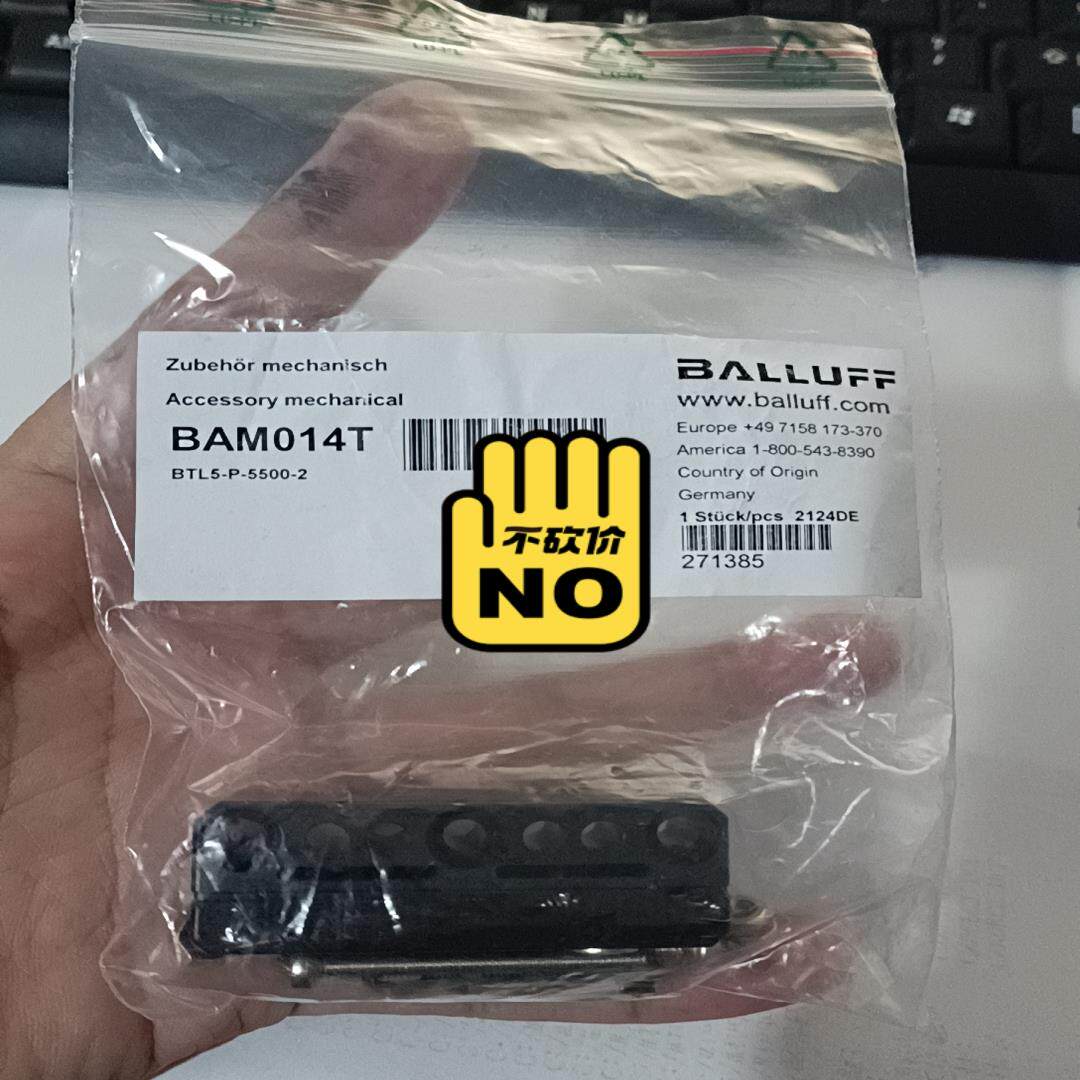 Zubehör mechanisch
Accessory mechanical
BAM014T
BTL5-P-5500-2
BALLUFF
www.balluff.com
Europe +49 7158 173-370
America 1-800-543-8390
Country of Origin
Germany
1 Stück/pcs 2124DE
271385
不砍价
NO